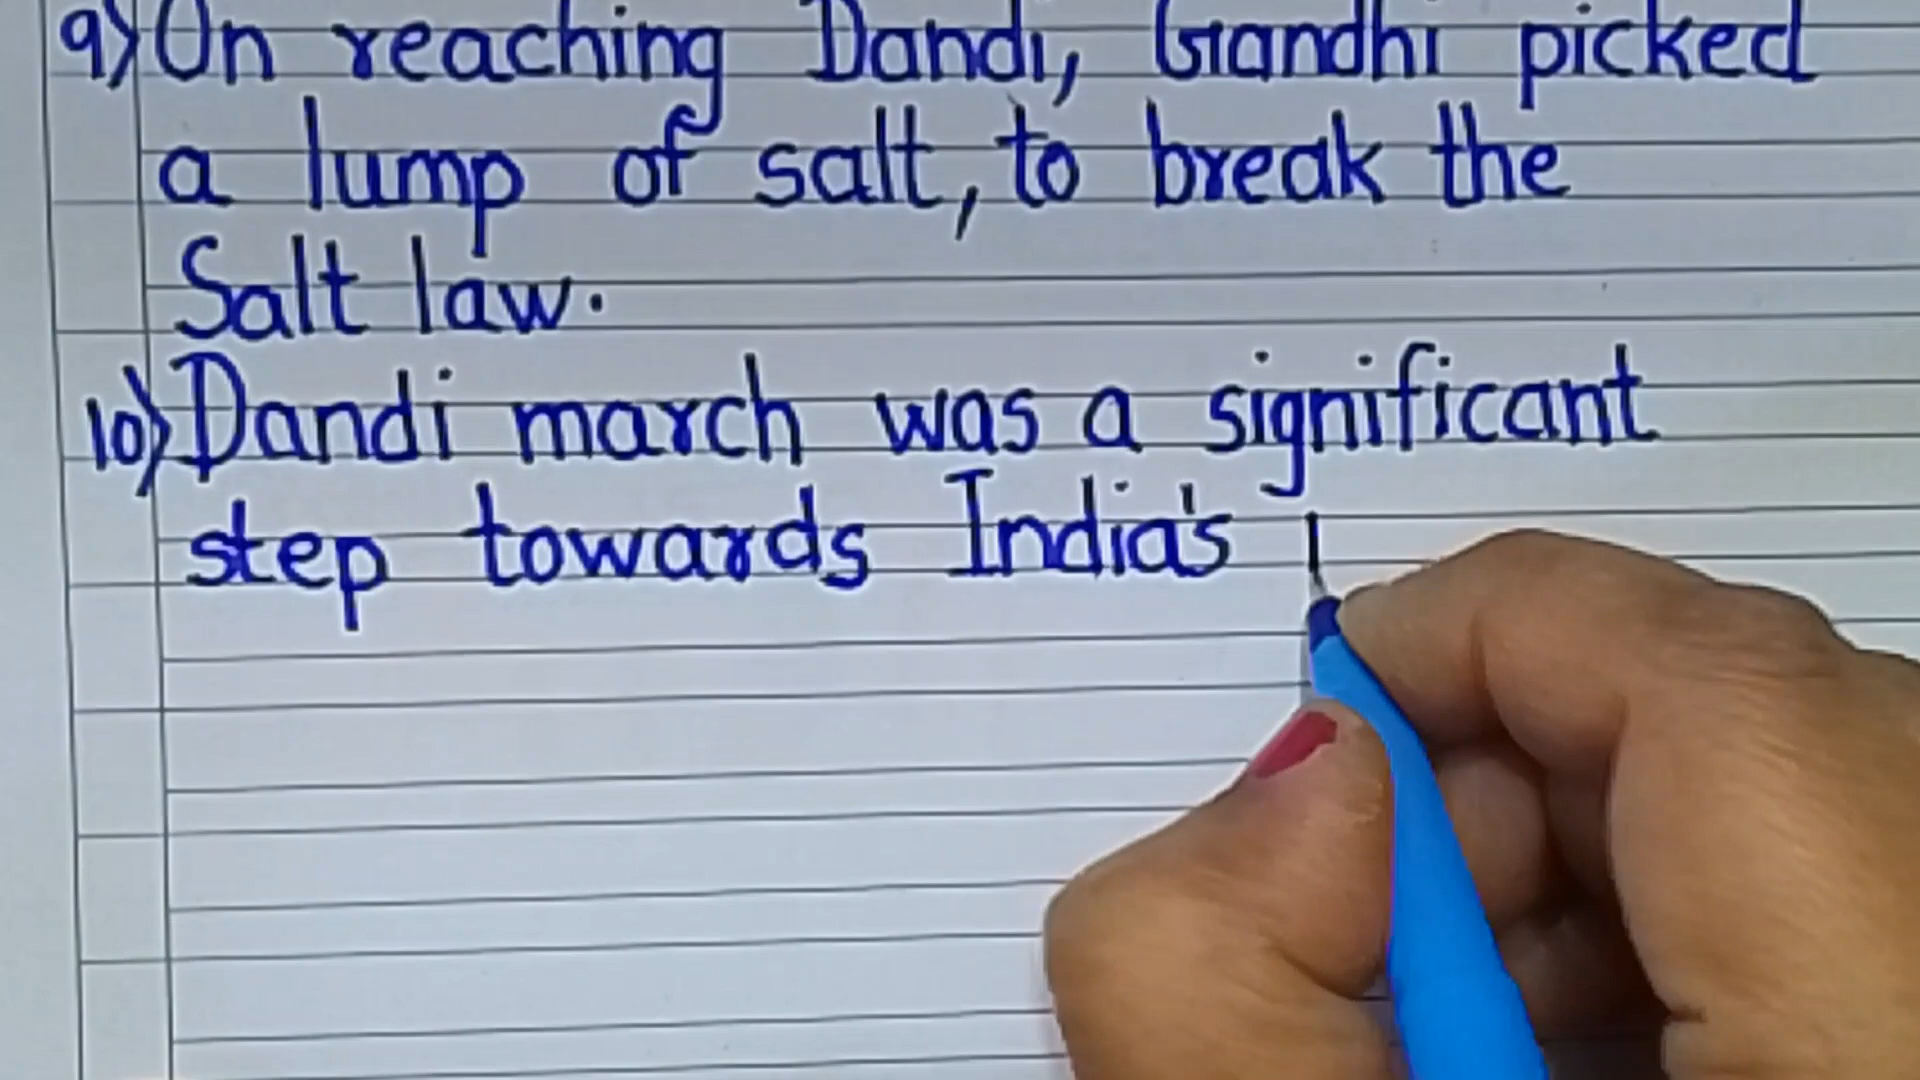 9) On reaching Dandi, Gandhi picked
a lump of salt, to break the
Salt law.
10) Dandi march was a significant
step towards India's